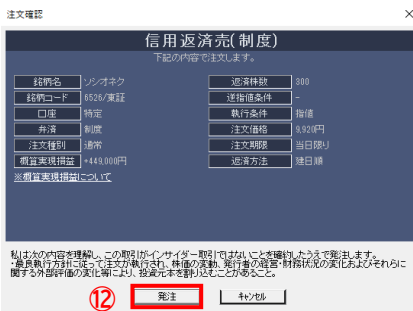 注文確認
信用返済売(制度)
下記の内容で注文します。
銘柄名 ソシオネク 返済株数 300
銘柄コード 6526/東証 逆指値条件 -
口座 特定 執行条件 指値
弁済 制度 注文価格 9,920円
注文種別 通常 注文期限 当日限り
概算実現損益 +449,000円 返済方法 建日順
※概算実現損益について
私は次の内容を理解し、この取引がインサイダー取引ではないことを確認したうえで発注します。
・最良執行方針に従って注文が執行され、株価の変動、発行者の経営・財務状況の変化およびそれらに
関する外部評価の変化等により、投資元本を割り込むことがあること。
⑫ 発注 キャンセル